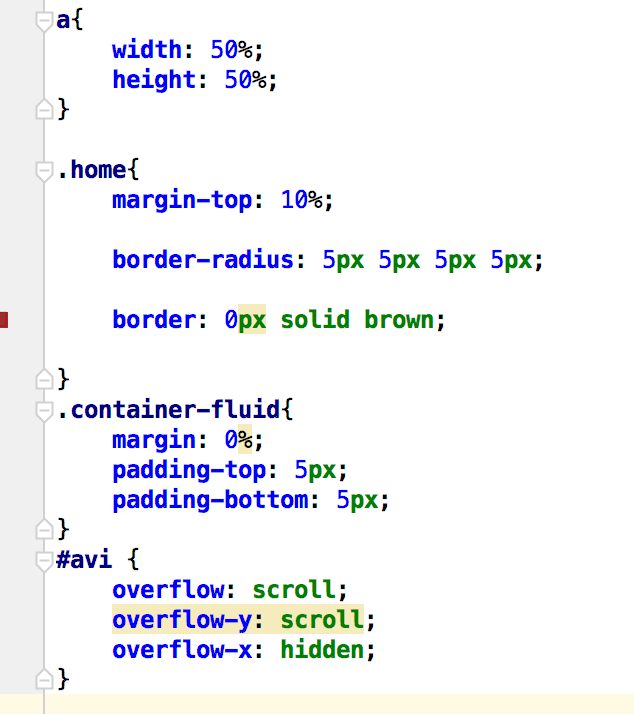 a{
width: 50%;
height: 50%;
}
.home{
margin-top: 10%;
border-radius: 5px 5px 5px 5px;
border: 0px solid brown;
}
.container-fluid{
margin: 0%;
padding-top: 5px;
padding-bottom: 5px;
}
#avi {
overflow: scroll;
overflow-y: scroll;
overflow-x: hidden;
}